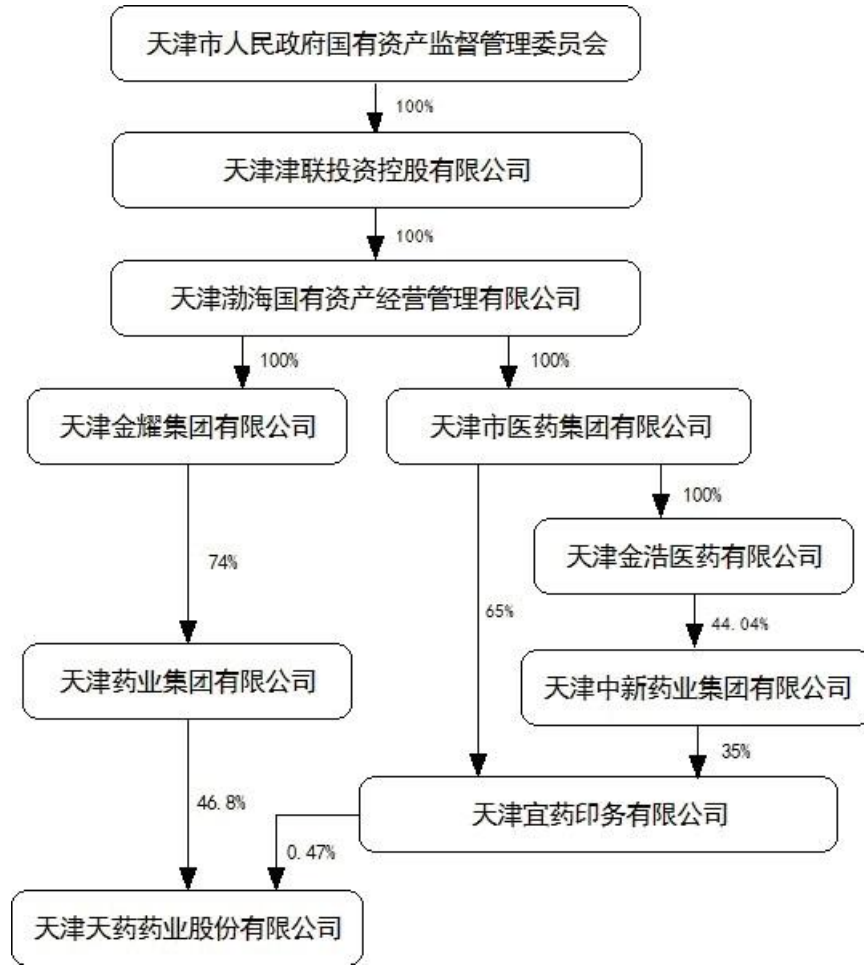 天津市人民政府国有资产监督管理委员会
100%
天津津联投资控股有限公司
100%
天津渤海国有资产经营管理有限公司
100%
100%
天津金耀集团有限公司
天津市医药集团有限公司
100%
天津金浩医药有限公司
74%
65%
44.04%
天津药业集团有限公司
天津中新药业集团有限公司
35%
46.8%
天津宜药印务有限公司
0.47%
天津天药药业股份有限公司